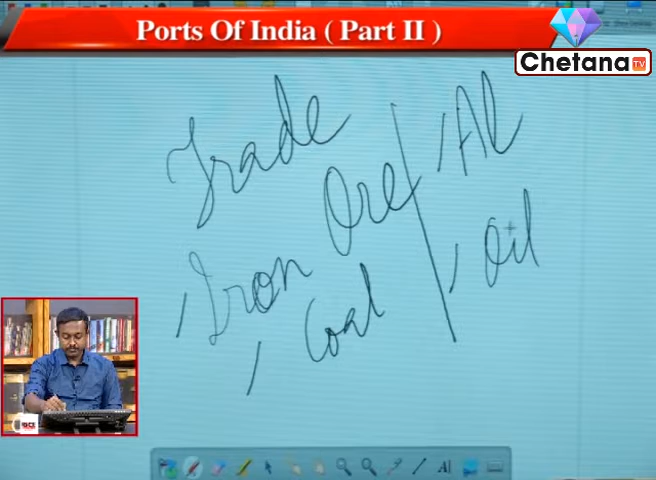 Ports Of India ( Part II )
Chetana TV
Trade
Iron Ore
Coal
Al
Oil
A